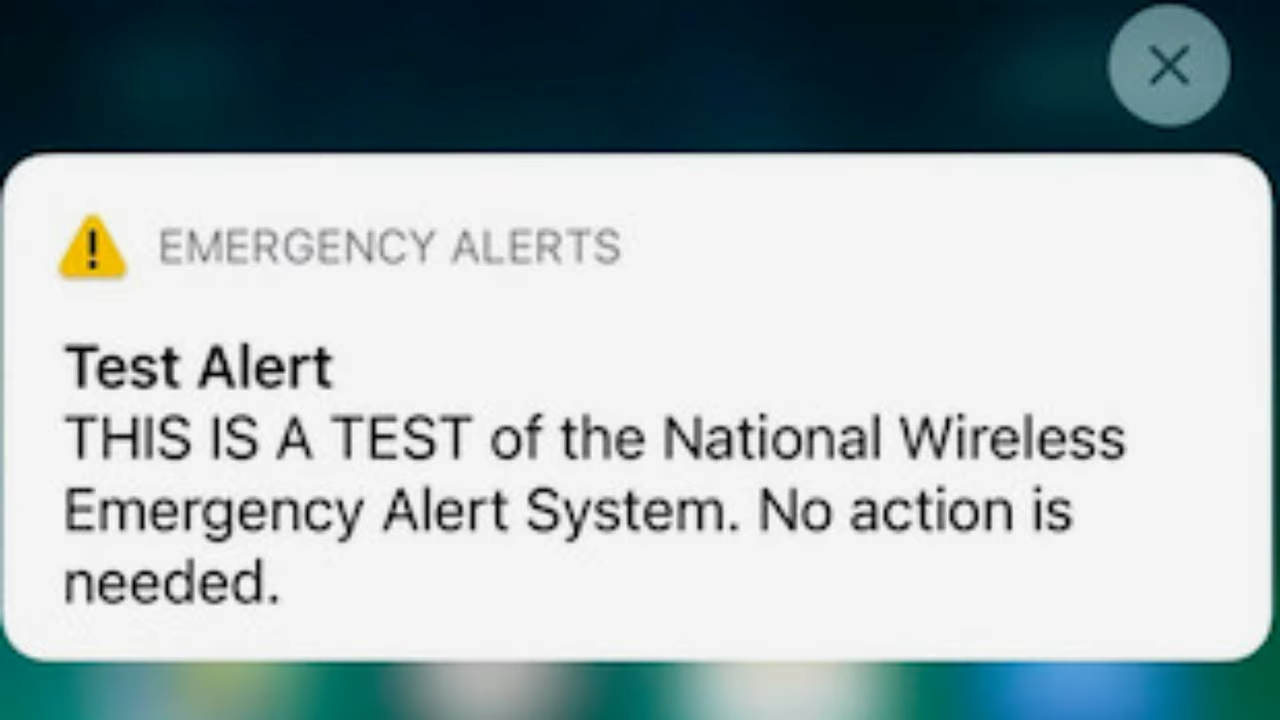 EMERGENCY ALERTS
Test Alert
THIS IS A TEST of the National Wireless
Emergency Alert System. No action is
needed.